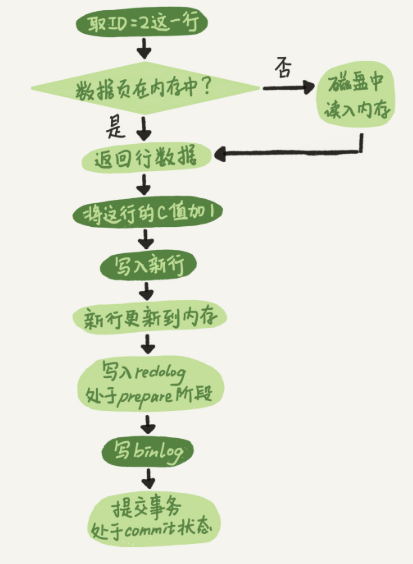 取ID=2这一行
数据页在内存中?
否
磁盘中
读入内存
是
返回行数据
将这行的C值加1
写入新行
新行更新到内存
写入redolog
处于prepare阶段
写binlog
提交事务
处于commit状态